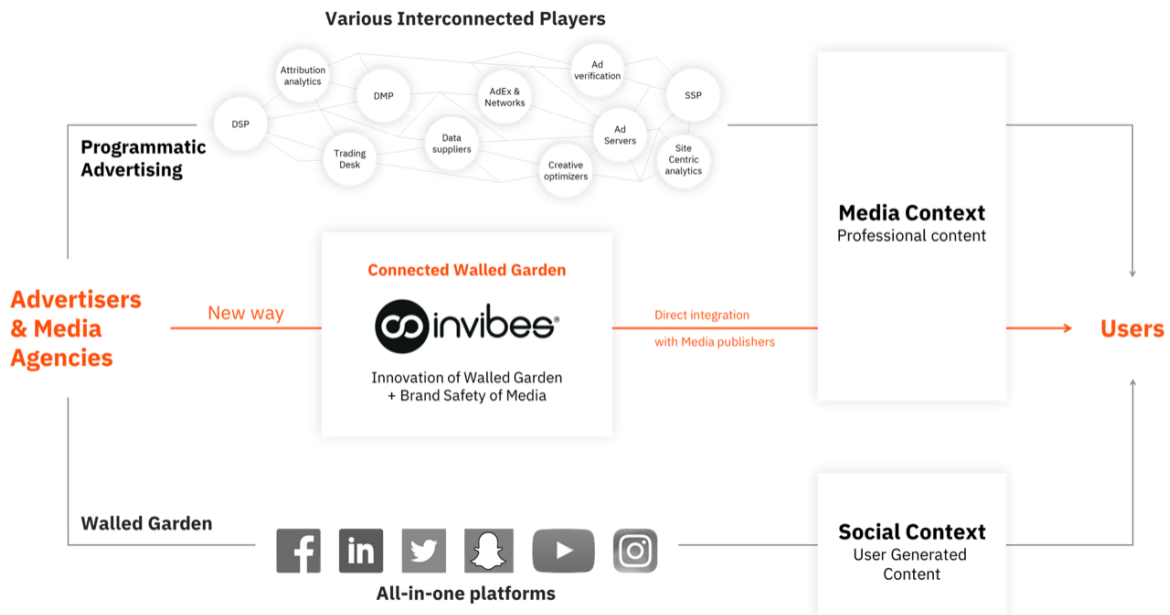 Various Interconnected Players
Attribution
analytics
Ad
verification
DMP
AdEx &
Networks
SSP
DSP
Ad
Servers
Data
suppliers
Trading
Desk
Creative
optimizers
Site
Centric
analytics
Programmatic
Advertising
Media Context
Professional content
Connected Walled Garden
Advertisers
& Media
Agencies
New way
invibes®
Innovation of Walled Garden
+ Brand Safety of Media
Direct integration
with Media publishers
Users
Walled Garden
f
in
All-in-one platforms
Social Context
User Generated
Content